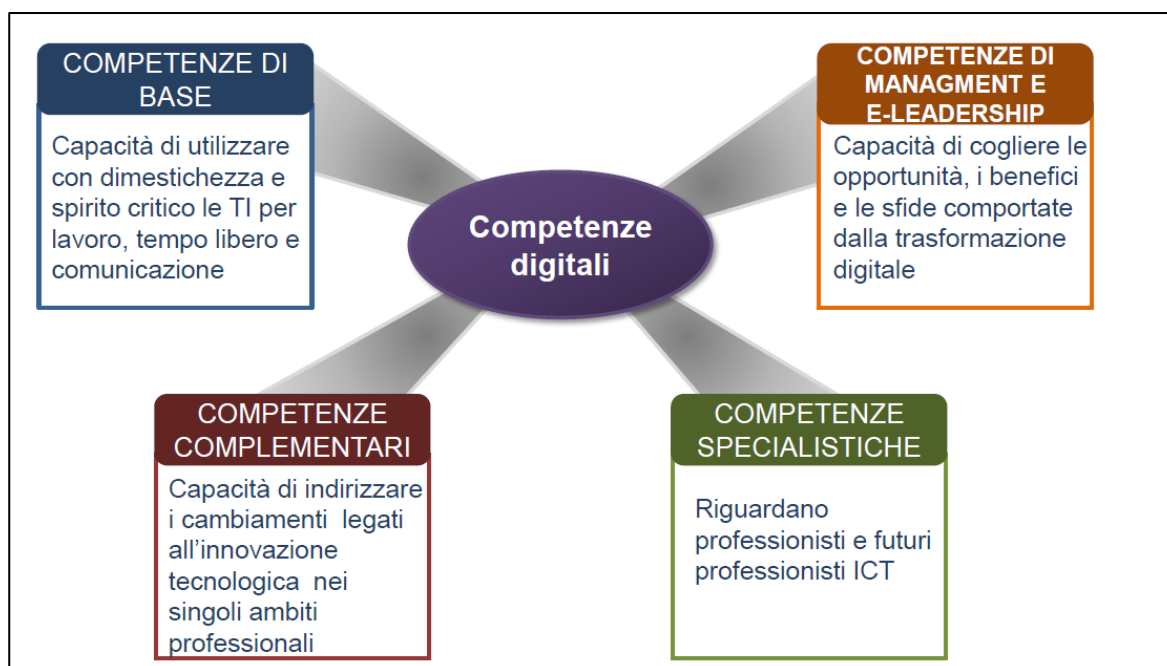 COMPETENZE DI
BASE
Capacità di utilizzare
con dimestichezza e
spirito critico le TI per
lavoro, tempo libero e
comunicazione
COMPETENZE DI
MANAGMENT E
E-LEADERSHIP
Capacità di cogliere le
opportunità, i benefici
e le sfide comportate
dalla trasformazione
digitale
Competenze
digitali
COMPETENZE
COMPLEMENTARI
Capacità di indirizzare
i cambiamenti legati
all'innovazione
tecnologica nei
singoli ambiti
professionali
COMPETENZE
SPECIALISTICHE
Riguardano
professionisti e futuri
professionisti ICT